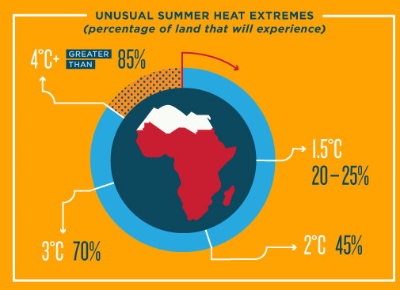 UNUSUAL SUMMER HEAT EXTREMES
(percentage of land that will experience)
4°C+ GREATER THAN 85%
1.5°C
20–25%
3°C 70%
2°C 45%